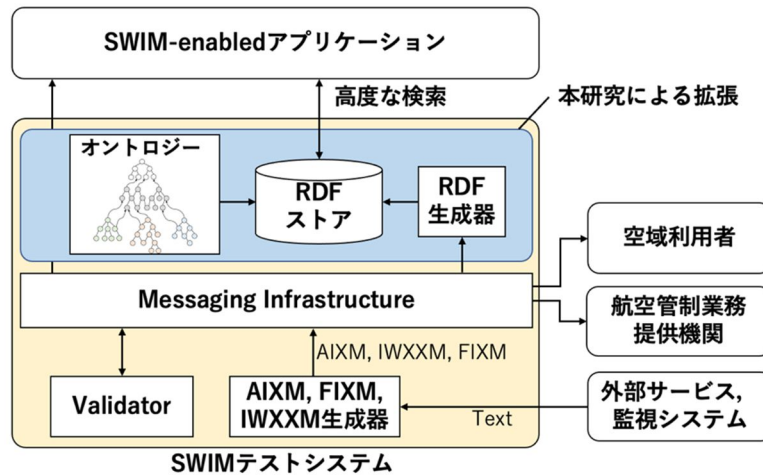 SWIM-enabledアプリケーション
高度な検索
本研究による拡張
オントロジー
RDF
ストア
RDF
生成器
空域利用者
Messaging Infrastructure
航空管制業務
提供機関
AIXM, IWXXM, FIXM
Validator
AIXM, FIXM,
IWXXM生成器
Text
外部サービス,
監視システム
SWIMテストシステム